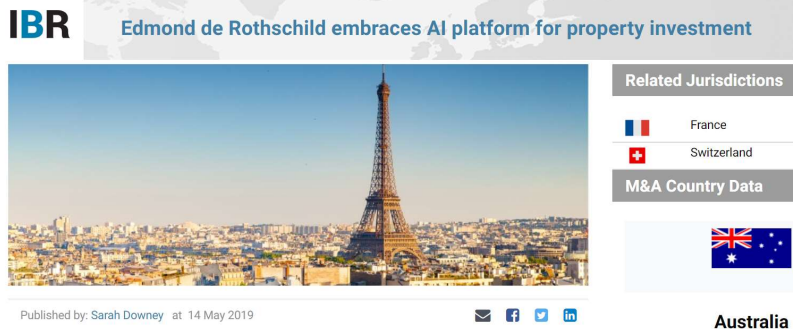 IBR
Edmond de Rothschild embraces AI platform for property investment
Related Jurisdictions
France
Switzerland
M&A Country Data
Published by: Sarah Downey at 14 May 2019
Australia